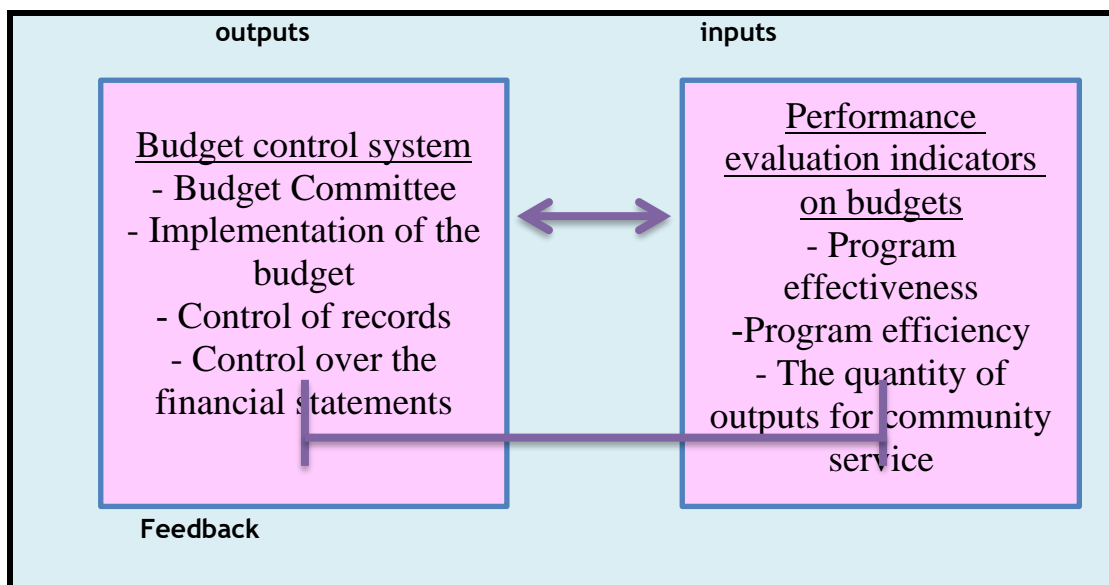 outputs
inputs
Budget control system
- Budget Committee
- Implementation of the
budget
- Control of records
- Control over the
financial statements
Performance
evaluation indicators
on budgets
- Program
effectiveness
-Program efficiency
- The quantity of
outputs for community
service
Feedback